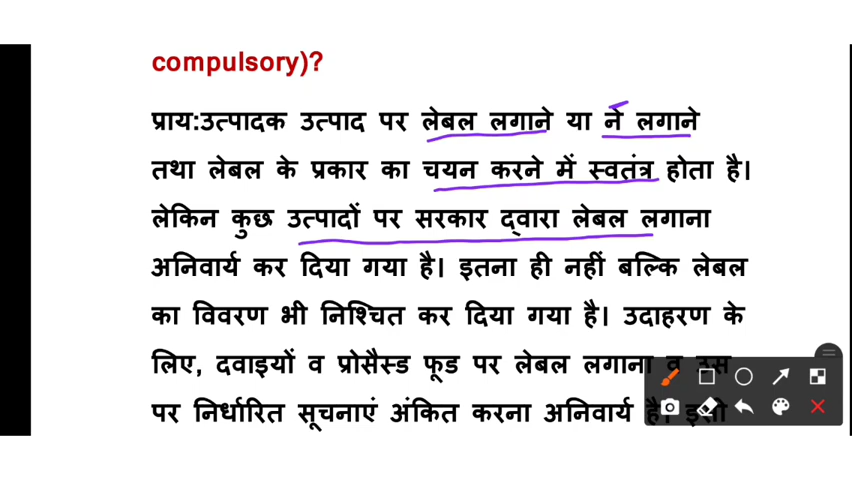 compulsory)?
प्राय:उत्पादक उत्पाद पर लेबल लगाने या ने लगाने
तथा लेबल के प्रकार का चयन करने में स्वतंत्र होता है।
लेकिन कुछ उत्पादों पर सरकार द्वारा लेबल लगाना
अनिवार्य कर दिया गया है। इतना ही नहीं बल्कि लेबल
का विवरण भी निश्चित कर दिया गया है। उदाहरण के
लिए, दवाइयों व प्रोसैस्ड फूड पर लेबल लगाना व उस
पर निर्धारित सूचनाएं अंकित करना अनिवार्य है। इसी